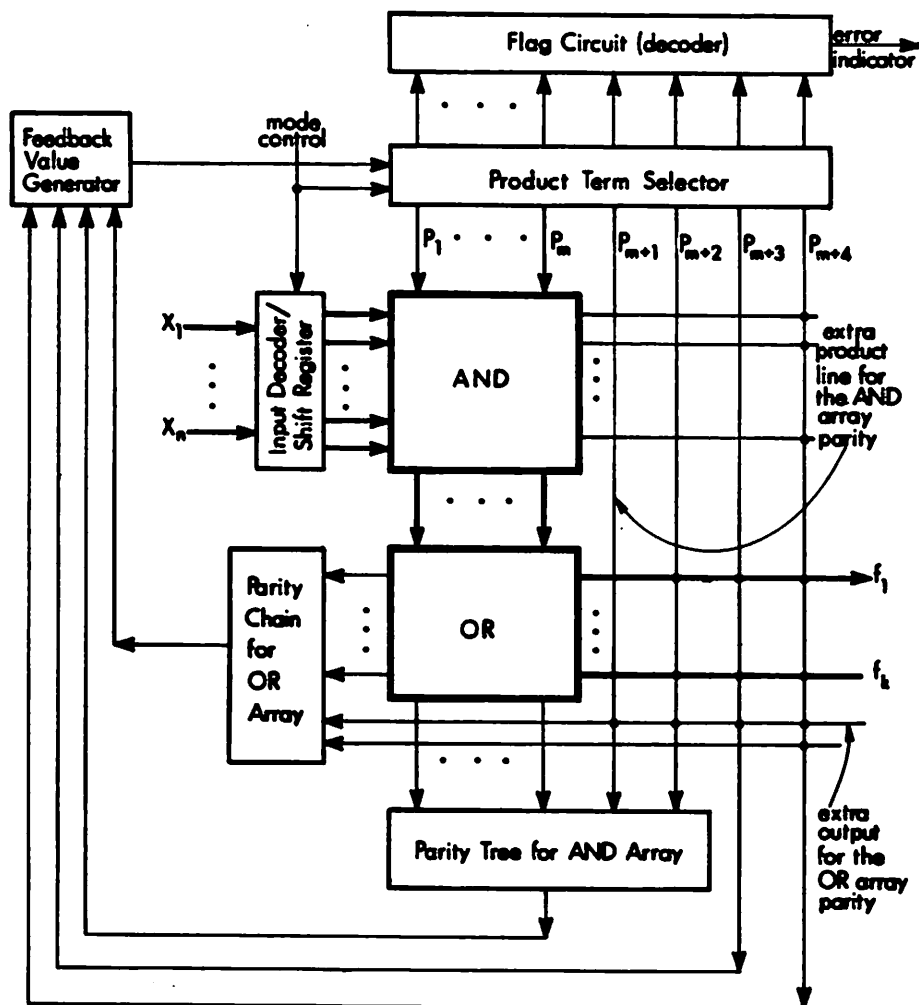 Flag Circuit (decoder)
error
indicator
Feedback
Value
Generator
mode
control
Product Term Selector
P1 . . . Pm Pm+1 Pm+2 Pm+3 Pm+4
X1
Xn
Input Decoder/
Shift Register
AND
extra
product
line for
the AND
array
parity
Parity
Chain
for
OR
Array
OR
f1
fk
extra
output
for the
OR array
parity
Parity Tree for AND Array